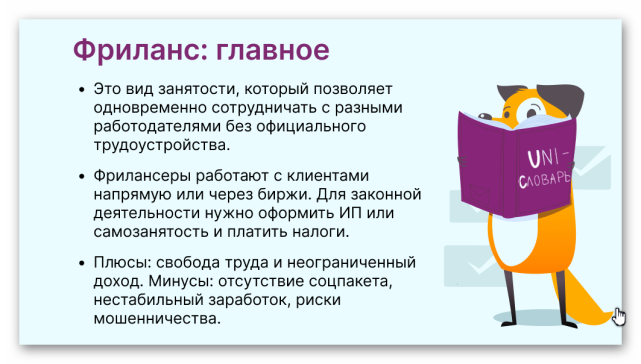 Фриланс: главное
• Это вид занятости, который позволяет
одновременно сотрудничать с разными
работодателями без официального
трудоустройства.
• Фрилансеры работают с клиентами
напрямую или через биржи. Для законной
деятельности нужно оформить ИП или
самозанятость и платить налоги.
• Плюсы: свобода труда и неограниченный
доход. Минусы: отсутствие соцпакета,
нестабильный заработок, риски
мошенничества.
UNI-
СЛОВАРЬ